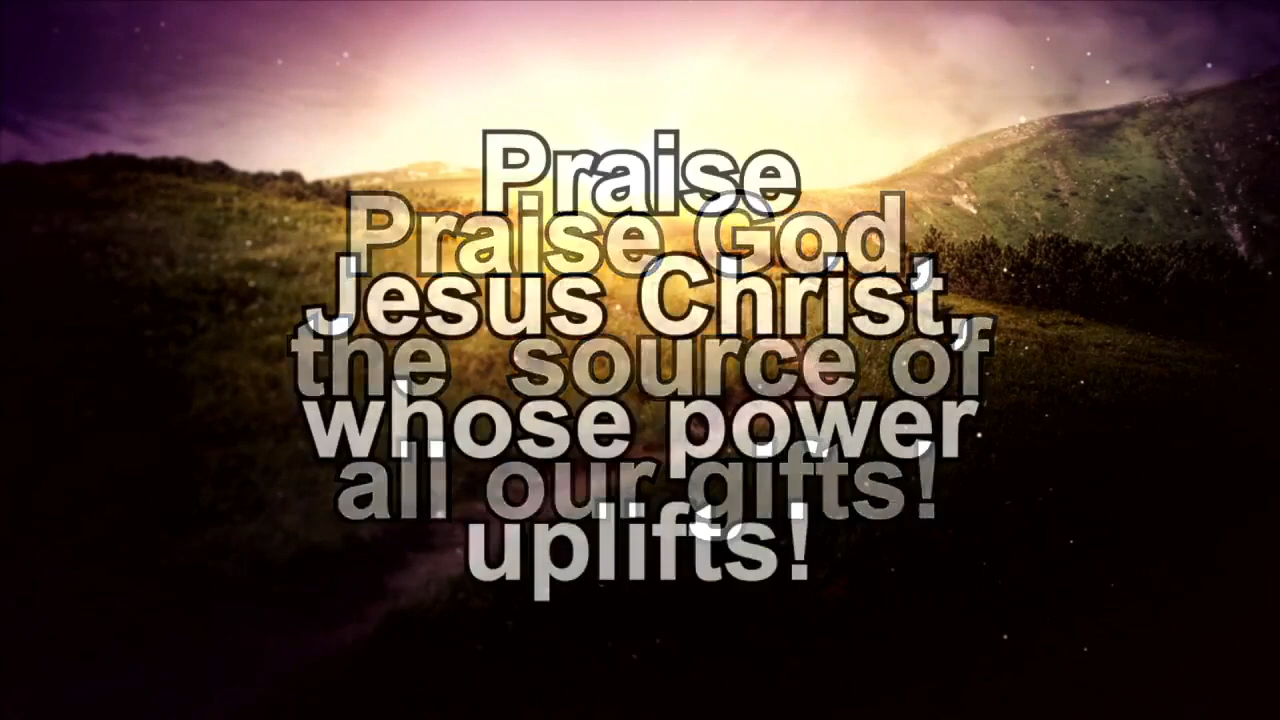 Praise
Praise God,
Jesus Christ,
the  source of
whose power
all our gifts!
uplifts!